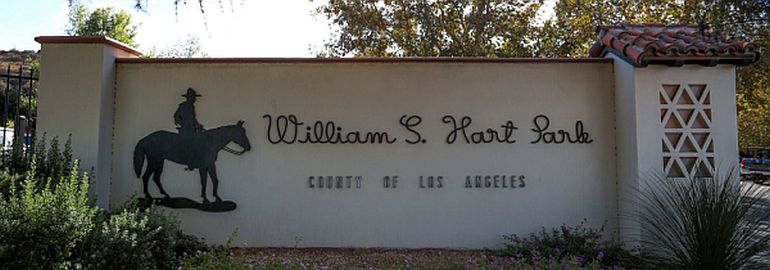 William S. Hart Park
COUNTY OF LOS ANGELES